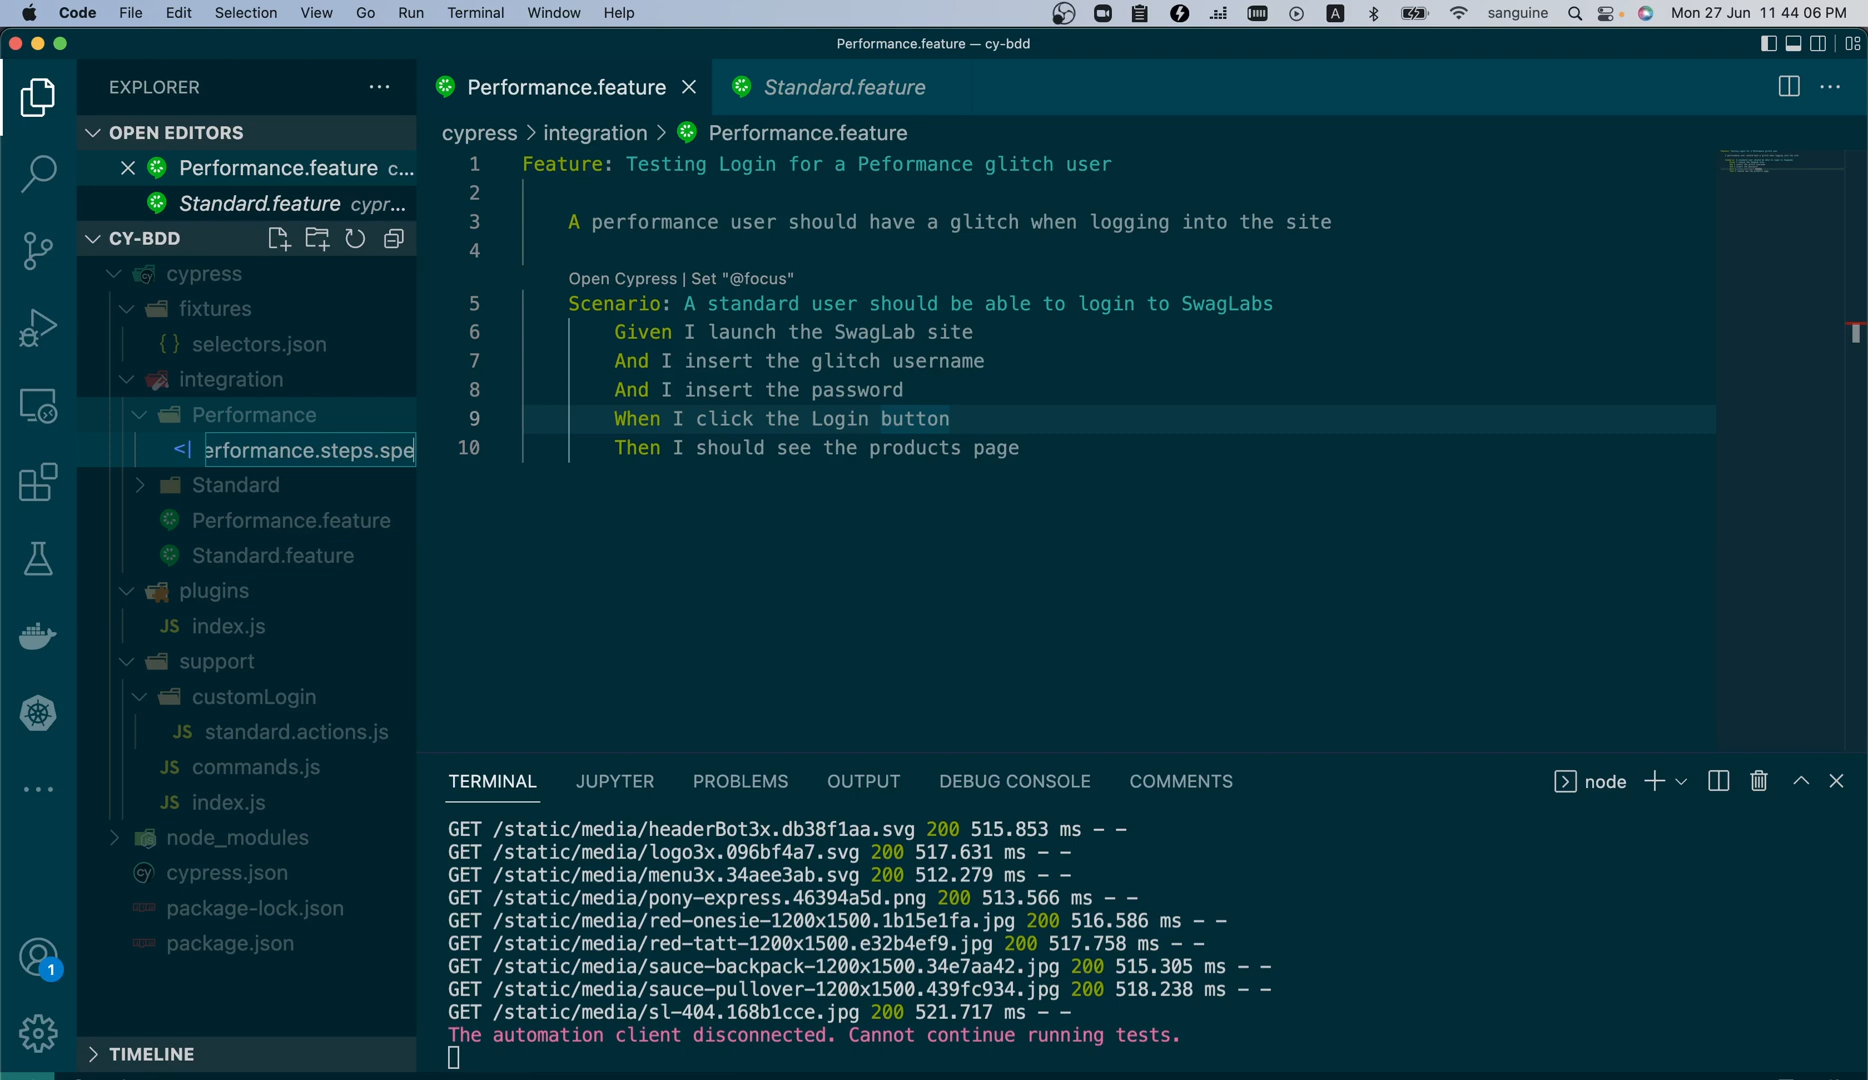 Code File Edit Selection View Go Run Terminal Window Help
A sanguine Mon 27 Jun 11 44 06 PM
Performance.feature — cy-bdd
EXPLORER
OPEN EDITORS
Performance.feature c...
Standard.feature cypr...
CY-BDD
cypress
fixtures
{ } selectors.json
integration
Performance
<| erformance.steps.spe
Standard
Performance.feature
Standard.feature
plugins
JS index.js
support
customLogin
JS standard.actions.js
JS commands.js
JS index.js
node_modules
cypress.json
package-lock.json
package.json
1
TIMELINE
Performance.feature
Standard.feature
cypress > integration > Performance.feature
1 Feature: Testing Login for a Peformance glitch user
2
3 A performance user should have a glitch when logging into the site
4
Open Cypress | Set "@focus"
5 Scenario: A standard user should be able to login to SwagLabs
6 Given I launch the SwagLab site
7 And I insert the glitch username
8 And I insert the password
9 When I click the Login button
10 Then I should see the products page
TERMINAL JUPYTER PROBLEMS OUTPUT DEBUG CONSOLE COMMENTS
node
GET /static/media/headerBot3x.db38f1aa.svg 200 515.853 ms - -
GET /static/media/logo3x.096bf4a7.svg 200 517.631 ms - -
GET /static/media/menu3x.34aee3ab.svg 200 512.279 ms - -
GET /static/media/pony-express.46394a5d.png 200 513.566 ms - -
GET /static/media/red-onesie-1200x1500.1b15e1fa.jpg 200 516.586 ms - -
GET /static/media/red-tatt-1200x1500.e32b4ef9.jpg 200 517.758 ms - -
GET /static/media/sauce-backpack-1200x1500.34e7aa42.jpg 200 515.305 ms - -
GET /static/media/sauce-pullover-1200x1500.439fc934.jpg 200 518.238 ms - -
GET /static/media/sl-404.168b1cce.jpg 200 521.717 ms - -
The automation client disconnected. Cannot continue running tests.